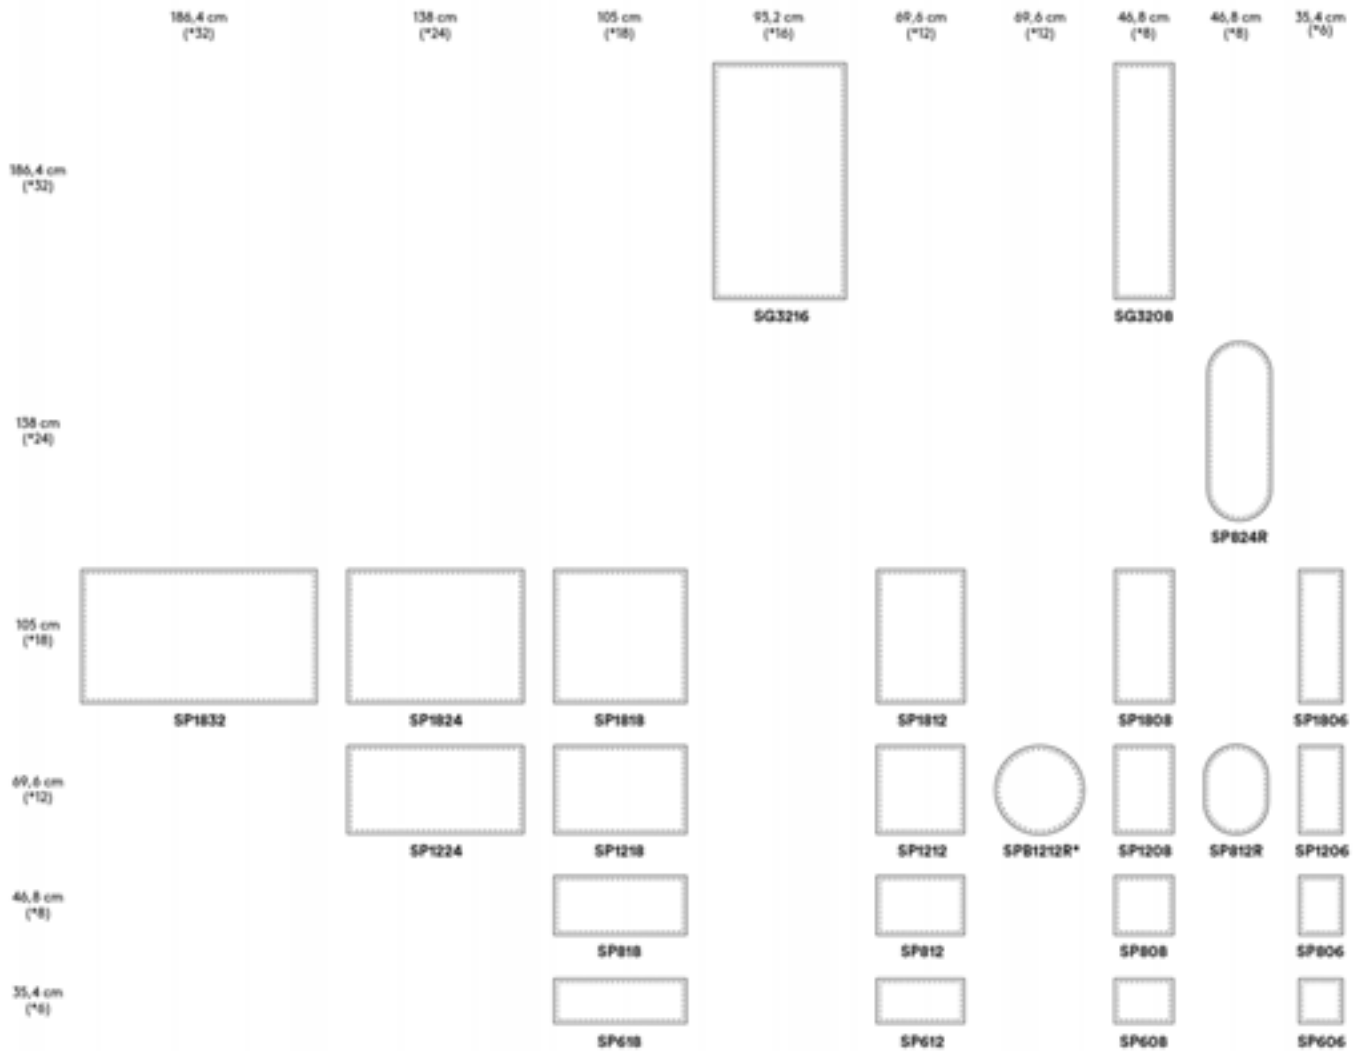 186,4 cm 138 cm 105 cm 93,2 cm 69,6 cm 69,6 cm 46,8 cm 46,8 cm 35,4 cm
(*32) (*24) (*18) (*16) (*12) (*12) (*8) (*8) (*6)
186,4 cm
(*32)
SG3216 SG3208
138 cm
(*24)
SP824R
105 cm
(*18)
SP1832 SP1824 SP1818 SP1812 SP1808 SP1806
69,6 cm
(*12)
SP1224 SP1218 SP1212 SPB1212R* SP1208 SP812R SP1206
46,8 cm
(*8)
SP818 SP812 SP808 SP806
35,4 cm
(*6)
SP618 SP612 SP608 SP606